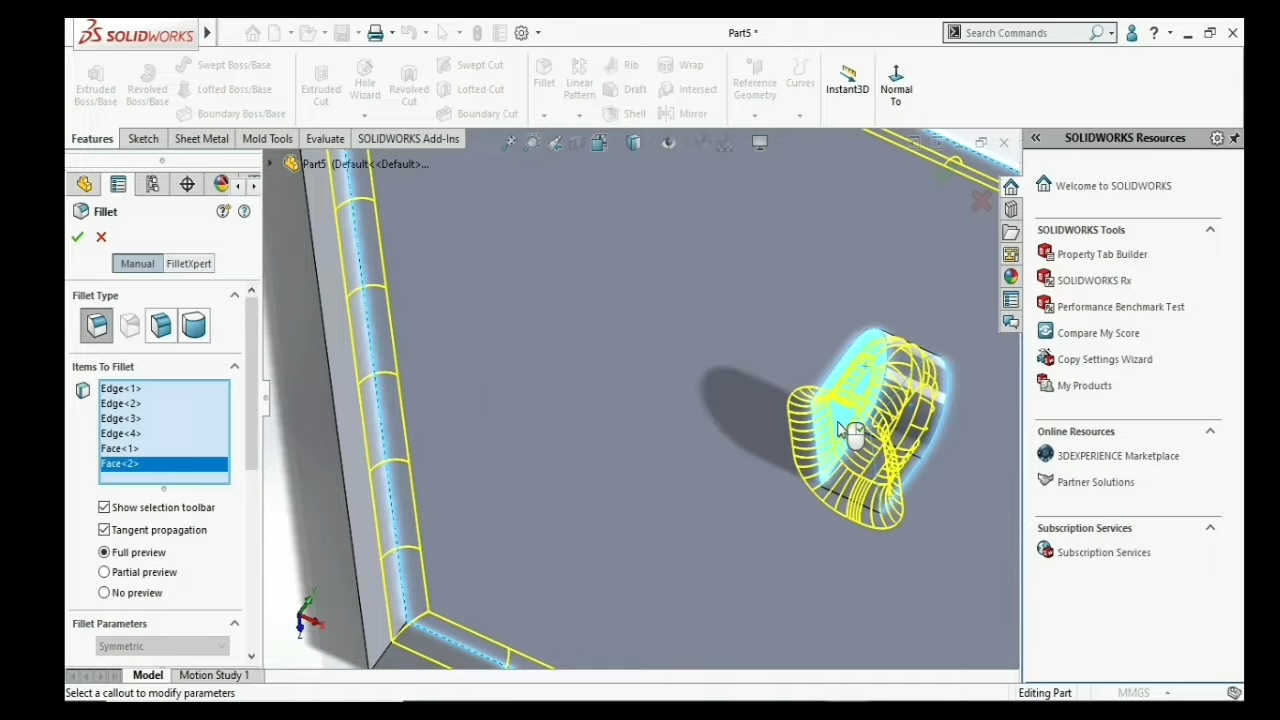 SOLIDWORKS
Part5 *
Search Commands
?
Extruded Boss/Base
Revolved Boss/Base
Swept Boss/Base
Lofted Boss/Base
Boundary Boss/Base
Extruded Cut
Hole Wizard
Revolved Cut
Swept Cut
Lofted Cut
Boundary Cut
Fillet
Linear Pattern
Rib
Draft
Shell
Wrap
Intersect
Mirror
Reference Geometry
Curves
Instant3D
Normal To
Features
Sketch
Sheet Metal
Mold Tools
Evaluate
SOLIDWORKS Add-Ins
Part5 (Default<<Default>...
Fillet
Manual
FilletXpert
Fillet Type
Items To Fillet
Edge<1>
Edge<2>
Edge<3>
Edge<4>
Face<1>
Face<2>
Show selection toolbar
Tangent propagation
Full preview
Partial preview
No preview
Fillet Parameters
Symmetric
Y
X
Z
SOLIDWORKS Resources
Welcome to SOLIDWORKS
SOLIDWORKS Tools
Property Tab Builder
SOLIDWORKS Rx
Performance Benchmark Test
Compare My Score
Copy Settings Wizard
My Products
Online Resources
3DEXPERIENCE Marketplace
Partner Solutions
Subscription Services
Subscription Services
Model
Motion Study 1
Select a callout to modify parameters
Editing Part
MMGS